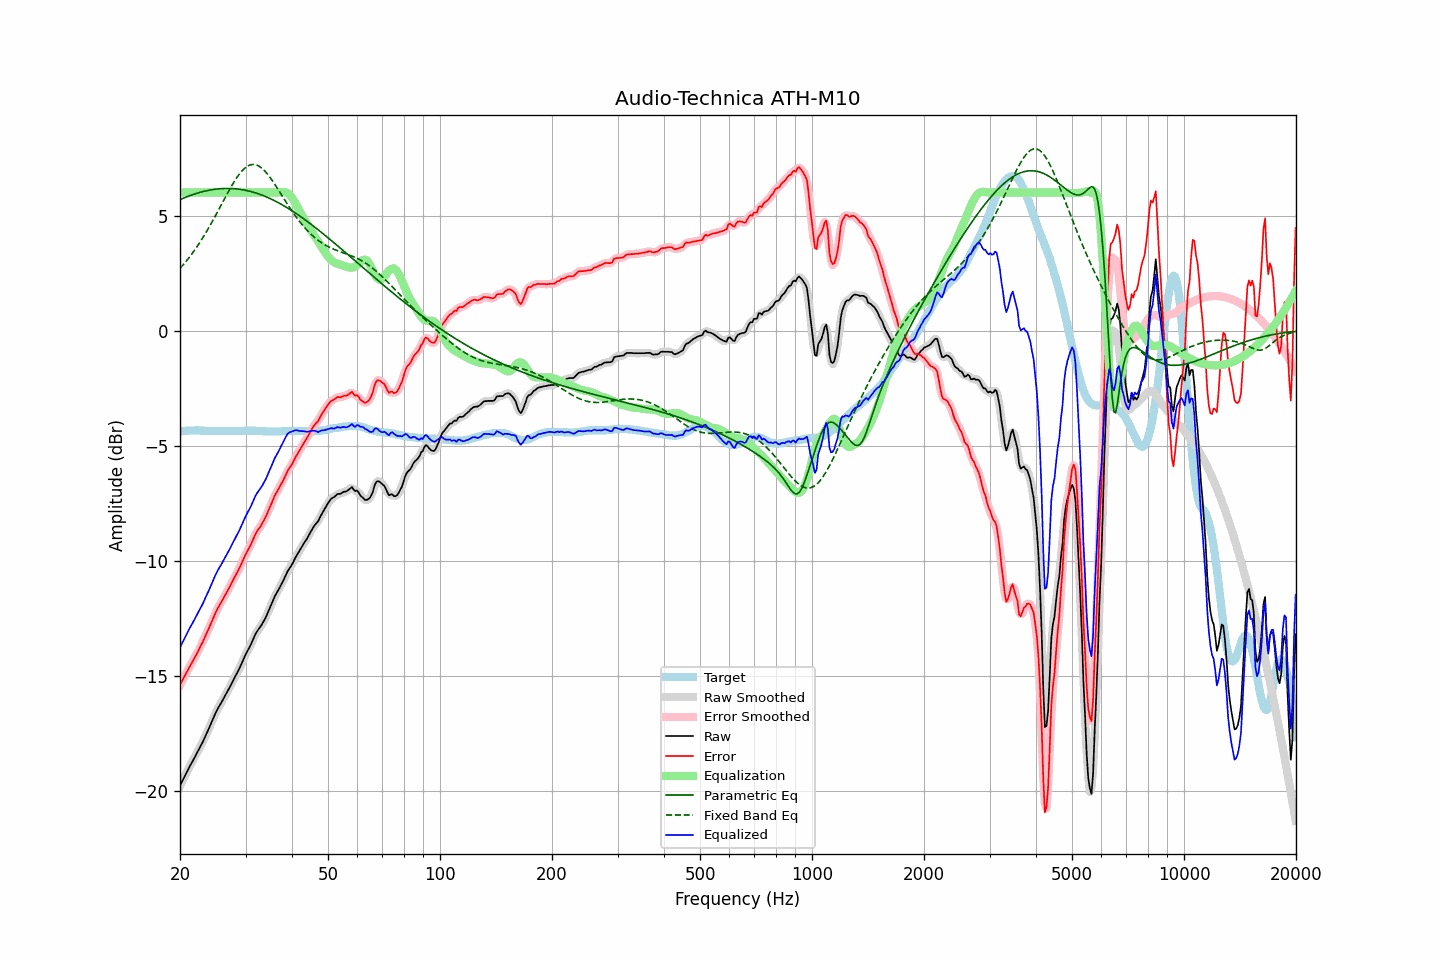 Audio-Technica ATH-M10
Amplitude (dBr)
5
0
−5
−10
−15
−20
Target
Raw Smoothed
Error Smoothed
Raw
Error
Equalization
Parametric Eq
Fixed Band Eq
Equalized
20 50 100 200 500 1000 2000 5000 10000 20000
Frequency (Hz)